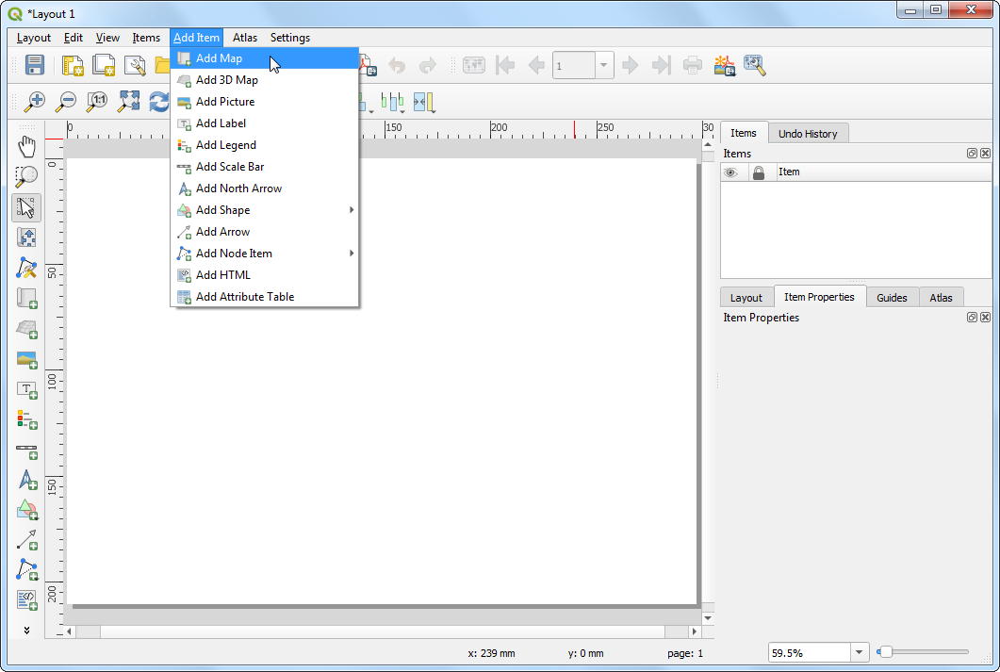 *Layout 1
Layout Edit View Items Add Item Atlas Settings
Add Map
Add 3D Map
Add Picture
Add Label
Add Legend
Add Scale Bar
Add North Arrow
Add Shape
Add Arrow
Add Node Item
Add HTML
Add Attribute Table
1
1:1
0 150 200 250 30
0
50
100
150
200
T
Items Undo History
Items
Item
Layout Item Properties Guides Atlas
Item Properties
x: 239 mm y: 0 mm page: 1 59.5%